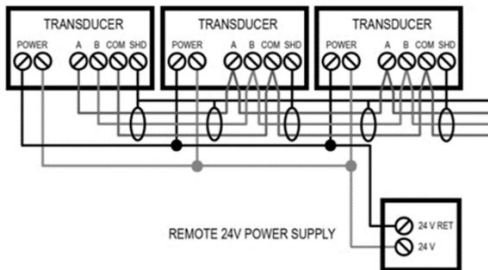 TRANSDUCER TRANSDUCER TRANSDUCER
POWER A B COM SHD POWER A B COM SHD POWER A B COM SHD
24 V RET
REMOTE 24V POWER SUPPLY
24 V